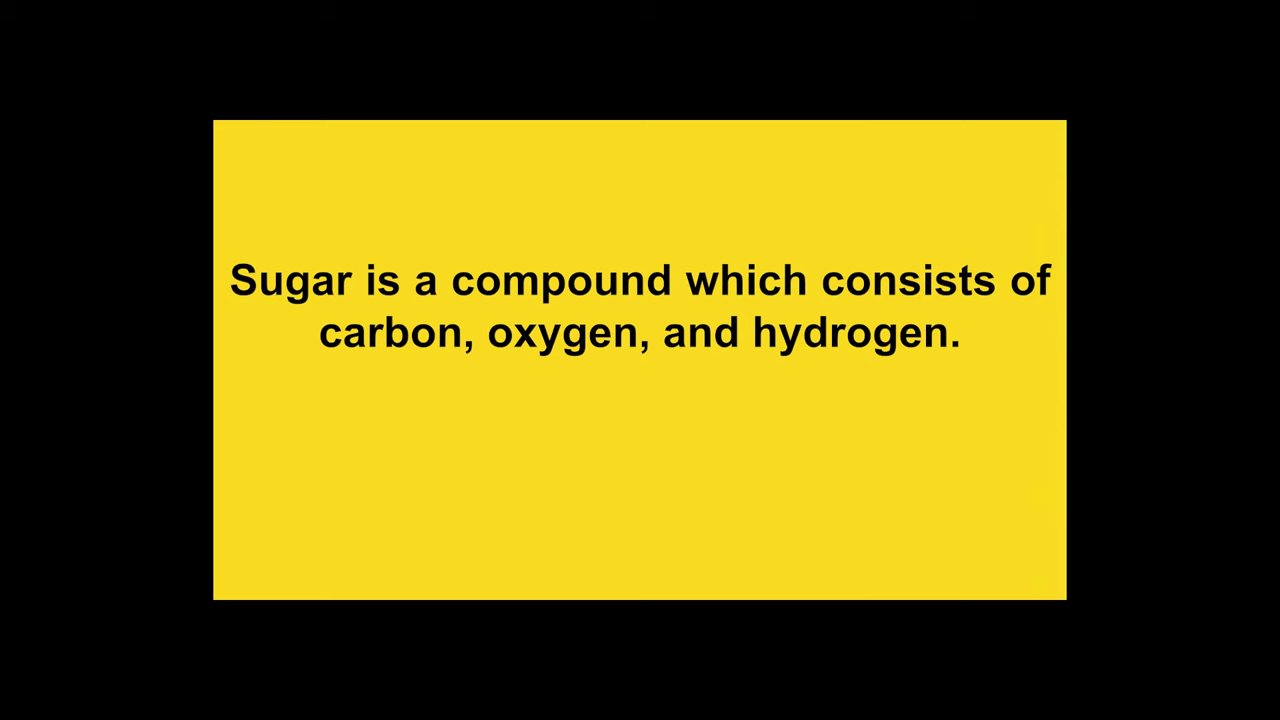 Sugar is a compound which consists of
carbon, oxygen, and hydrogen.